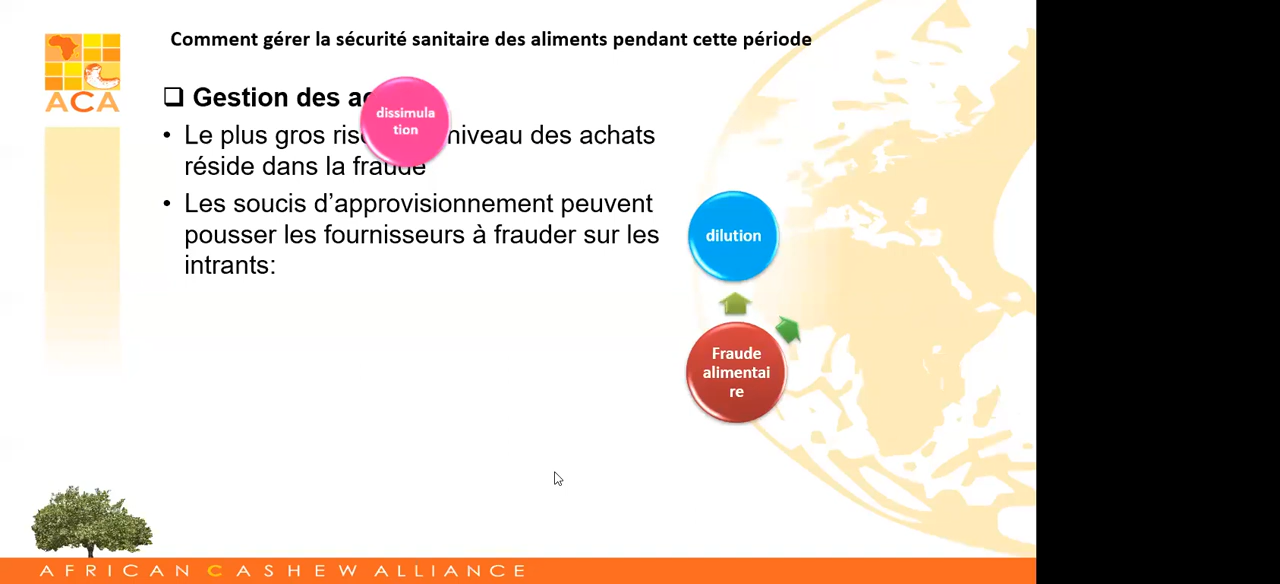 Comment gérer la sécurité sanitaire des aliments pendant cette période
ACA
Gestion des
dissimula
tion
• Le plus gros niveau des achats
réside dans la fraude
• Les soucis d’approvisionnement peuvent
pousser les fournisseurs à frauder sur les
intrants:
dilution
Fraude
alimentai
re
AFRICAN CASHEW ALLIANCE